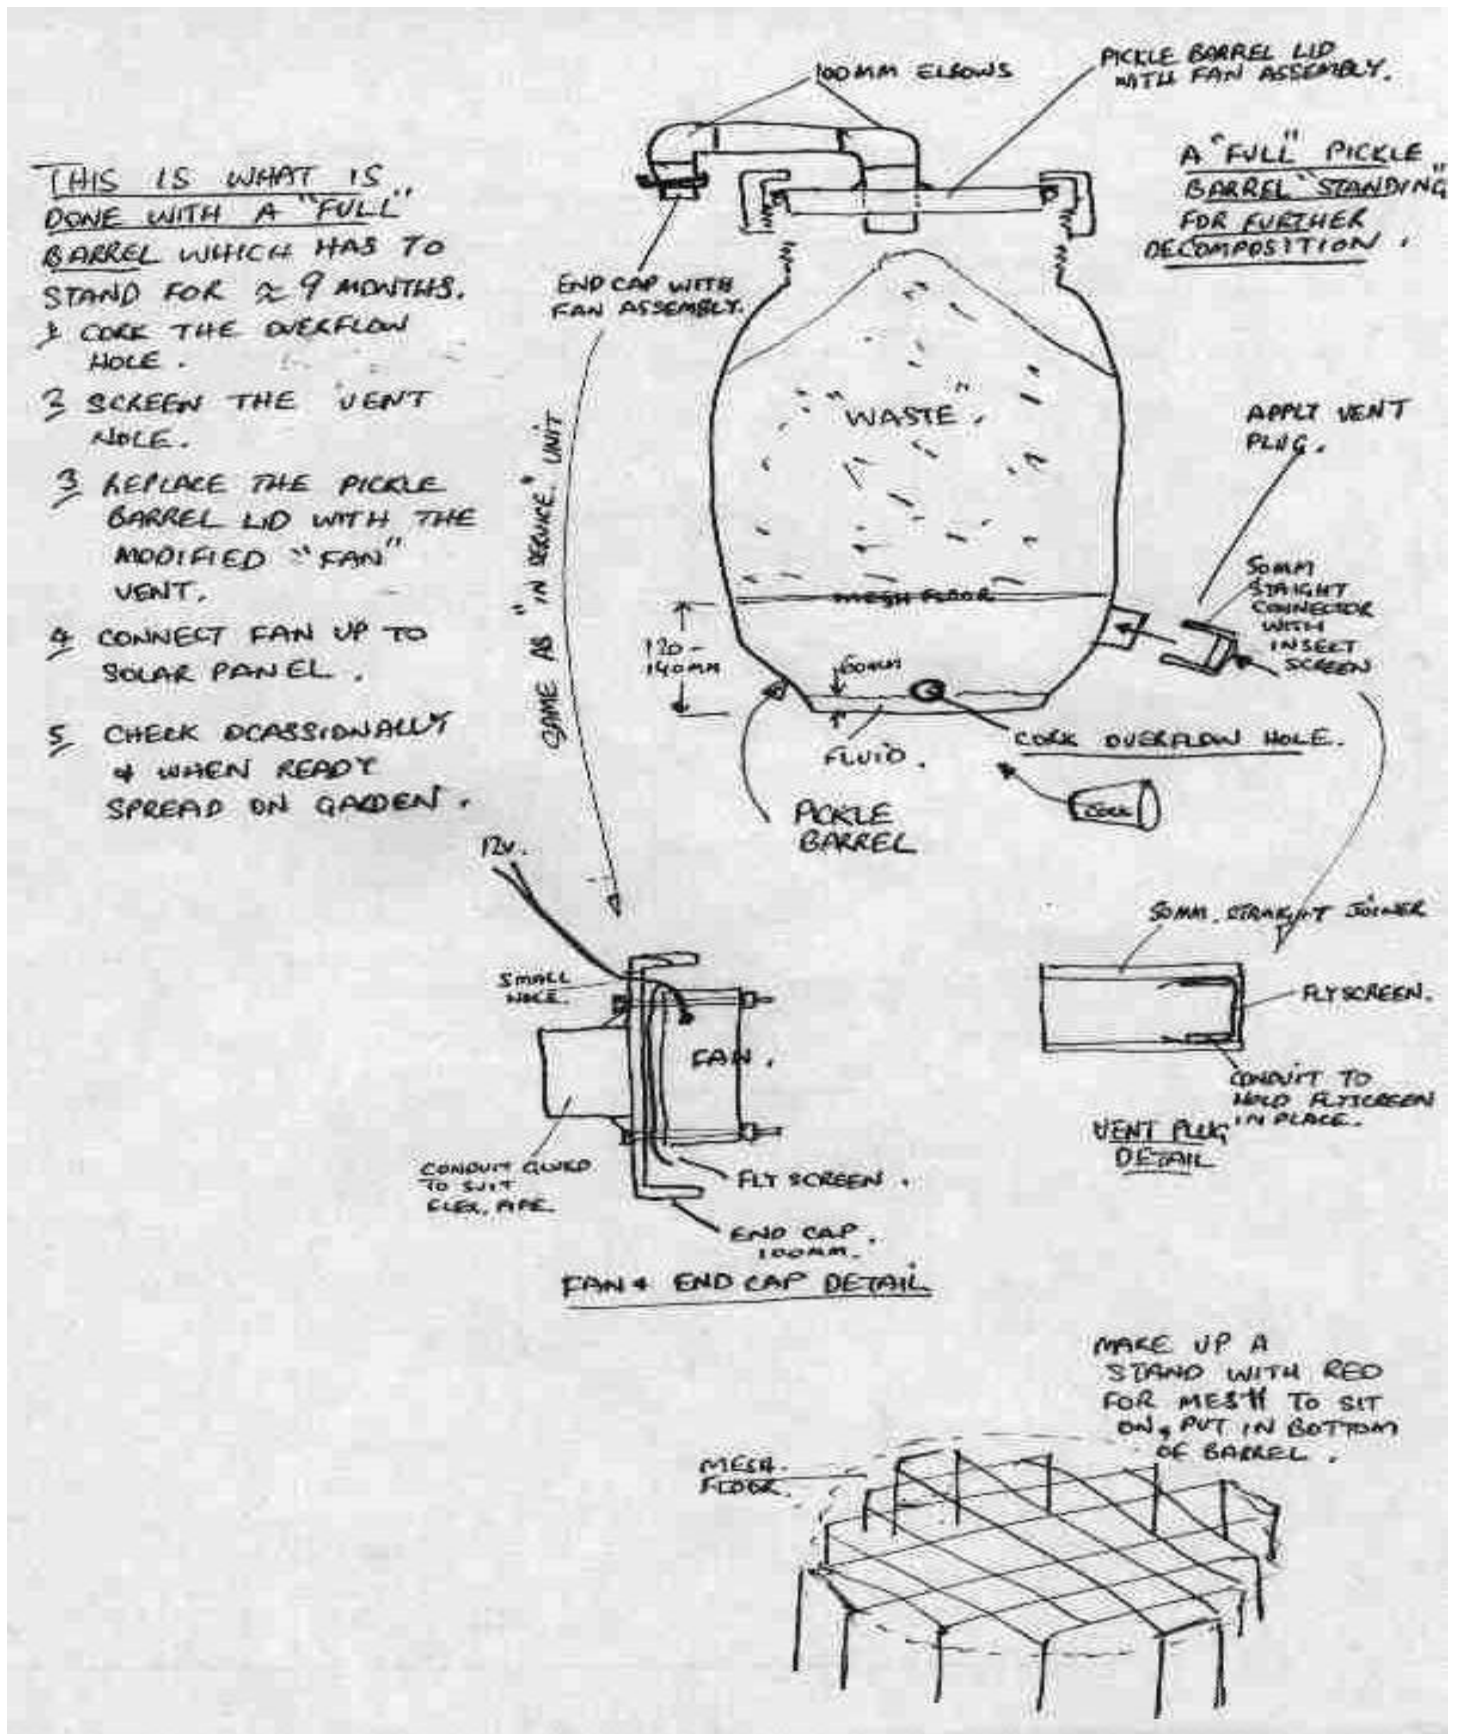 THIS IS WHAT IS
DONE WITH A "FULL"
BARREL WHICH HAS TO
STAND FOR ≈ 9 MONTHS.
1 CORK THE OVERFLOW
HOLE.
2 SCREEN THE VENT
HOLE.
3 REPLACE THE PICKLE
BARREL LID WITH THE
MODIFIED "FAN"
VENT.
4 CONNECT FAN UP TO
SOLAR PANEL.
5 CHECK OCASSIONALLY
& WHEN READY
SPREAD ON GARDEN.
100MM ELBOWS
PICKLE BARREL LID
WITH FAN ASSEMBLY.
A "FULL" PICKLE
BARREL "STANDING"
FOR FURTHER
DECOMPOSITION.
END CAP WITH
FAN ASSEMBLY.
SAME AS "IN SERVICE" UNIT
"WASTE".
MESH FLOOR
120-
140MM
60MM
FLUID.
PICKLE
BARREL
CORK OVERFLOW HOLE.
CORK
APPLY VENT
PLUG.
50MM
STAIGHT
CONNECTOR
WITH
INSECT
SCREEN
12V.
SMALL
HOLE.
FAN.
CONDUIT GLUED
TO SUIT
FLEX. PIPE.
FLY SCREEN.
END CAP.
100MM.
FAN & END CAP DETAIL
50MM. STRAIGHT JOINER
FLYSCREEN.
CONDUIT TO
HOLD FLYSCREEN
IN PLACE.
VENT PLUG
DETAIL
MAKE UP A
STAND WITH REO
FOR MESH TO SIT
ON, PUT IN BOTTOM
OF BARREL.
MESH.
FLOOR.